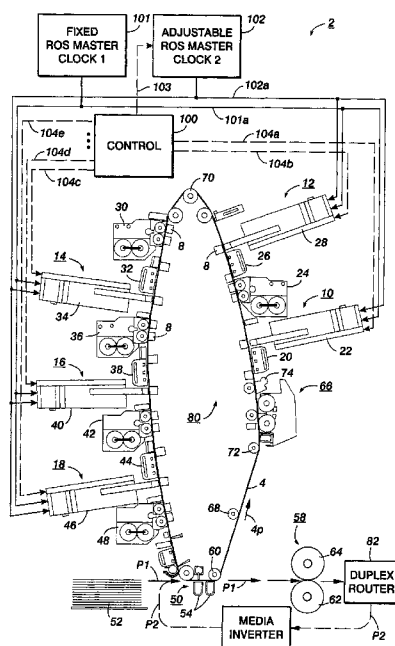 101
102
2
FIXED
ROS MASTER
CLOCK 1
ADJUSTABLE
ROS MASTER
CLOCK 2
103
102a
101a
104e
100
CONTROL
104a
104b
104d
104c
70
12
30
8
14
32
8
26
28
24
34
36
8
10
16
38
20
22
74
66
40
42
80
18
44
72
4
46
68
4p
58
82
48
60
64
P1
50
54
P1
DUPLEX
ROUTER
52
P2
62
MEDIA
INVERTER
P2